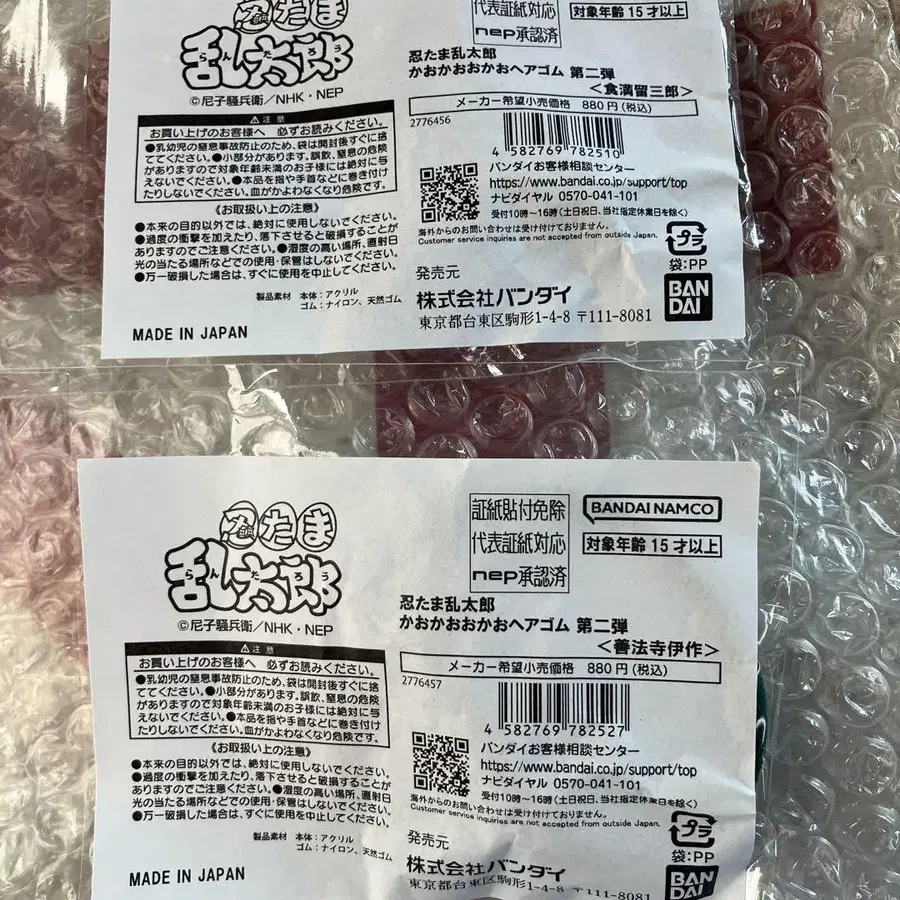 忍たま
乱太郎
らんたろう
©尼子騒兵衛/NHK・NEP
⚠注意
お買い上げのお客様へ 必ずお読みください。
●乳幼児の窒息事故防止のため、袋は開封後すぐに捨
ててください。●小部分があります。誤飲、窒息の危険
がありますので対象年齢未満のお子様には絶対に与
えないでください。●本品を指や手首などに巻き付け
たりしないでください。血がかよわなくなり危険です。
《お取扱い上の注意》
●本来の目的以外では、絶対に使用しないでください。
●過度の衝撃を加えたり、落下させると破損することが
ありますのでご注意ください。●湿度の高い場所、直射日
光の当たる場所などでの使用・保管はしないでください。
●万一破損した場合は、すぐに使用を中止してください。
製品素材 本体:アクリル
ゴム:ナイロン、天然ゴム
MADE IN JAPAN
代表証紙対応
nep承認済
対象年齢15才以上
忍たま乱太郎
かおかおおかおヘアゴム 第二弾
<食満留三郎>
メーカー希望小売価格 880円(税込)
2776456
4 582769 782510
バンダイお客様相談センター
https://www.bandai.co.jp/support/top
ナビダイヤル 0570-041-101
受付10時~16時(土日祝日、当社指定休業日を除く)
海外からのお問い合わせは受け付けておりません。
Customer service inquiries are not accepted from outside Japan.
プラ
袋:PP
発売元
株式会社バンダイ
東京都台東区駒形1-4-8 〒111-8081
BAN
DAI
忍たま
乱太郎
らんたろう
©尼子騒兵衛/NHK・NEP
⚠注意
お買い上げのお客様へ 必ずお読みください。
●乳幼児の窒息事故防止のため、袋は開封後すぐに捨
ててください。●小部分があります。誤飲、窒息の危険
がありますので対象年齢未満のお子様には絶対に与
えないでください。●本品を指や手首などに巻き付け
たりしないでください。血がかよわなくなり危険です。
《お取扱い上の注意》
●本来の目的以外では、絶対に使用しないでください。
●過度の衝撃を加えたり、落下させると破損することが
ありますのでご注意ください。●湿度の高い場所、直射日
光の当たる場所などでの使用・保管はしないでください。
●万一破損した場合は、すぐに使用を中止してください。
製品素材 本体:アクリル
ゴム:ナイロン、天然ゴム
MADE IN JAPAN
証紙貼付免除
代表証紙対応
nep承認済
BANDAI NAMCO
対象年齢15才以上
忍たま乱太郎
かおかおおかおヘアゴム 第二弾
<善法寺伊作>
メーカー希望小売価格 880円(税込)
2776457
4 582769 782527
バンダイお客様相談センター
https://www.bandai.co.jp/support/top
ナビダイヤル 0570-041-101
受付10時~16時(土日祝日、当社指定休業日を除く)
海外からのお問い合わせは受け付けておりません。
Customer service inquiries are not accepted from outside Japan.
プラ
袋:PP
発売元
株式会社バンダイ
東京都台東区駒形1-4-8 〒111-8081
BAN
DAI